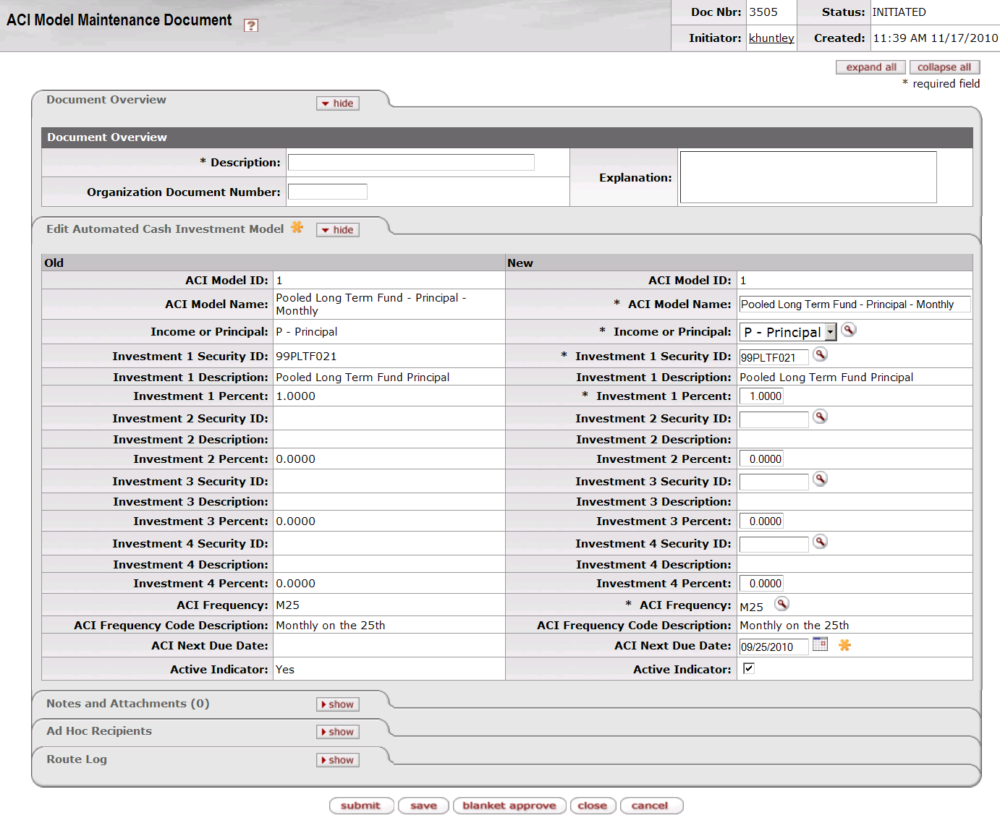 ACI Model Maintenance Document ?
Doc Nbr: 3505 Status: INITIATED
Initiator: khuntley Created: 11:39 AM 11/17/2010
expand all collapse all
* required field
Document Overview hide
Document Overview
* Description:
Explanation:
Organization Document Number:
Edit Automated Cash Investment Model hide
Old New
ACI Model ID: 1 ACI Model ID: 1
ACI Model Name: Pooled Long Term Fund - Principal -
Monthly
* ACI Model Name: Pooled Long Term Fund - Principal - Monthly
Income or Principal: P - Principal * Income or Principal: P - Principal
Investment 1 Security ID: 99PLTF021 * Investment 1 Security ID: 99PLTF021
Investment 1 Description: Pooled Long Term Fund Principal Investment 1 Description: Pooled Long Term Fund Principal
Investment 1 Percent: 1.0000 * Investment 1 Percent: 1.0000
Investment 2 Security ID: Investment 2 Security ID:
Investment 2 Description: Investment 2 Description:
Investment 2 Percent: 0.0000 Investment 2 Percent: 0.0000
Investment 3 Security ID: Investment 3 Security ID:
Investment 3 Description: Investment 3 Description:
Investment 3 Percent: 0.0000 Investment 3 Percent: 0.0000
Investment 4 Security ID: Investment 4 Security ID:
Investment 4 Description: Investment 4 Description:
Investment 4 Percent: 0.0000 Investment 4 Percent: 0.0000
ACI Frequency: M25 * ACI Frequency: M25
ACI Frequency Code Description: Monthly on the 25th ACI Frequency Code Description: Monthly on the 25th
ACI Next Due Date: ACI Next Due Date: 09/25/2010
Active Indicator: Yes Active Indicator:
Notes and Attachments (0) show
Ad Hoc Recipients show
Route Log show
submit save blanket approve close cancel